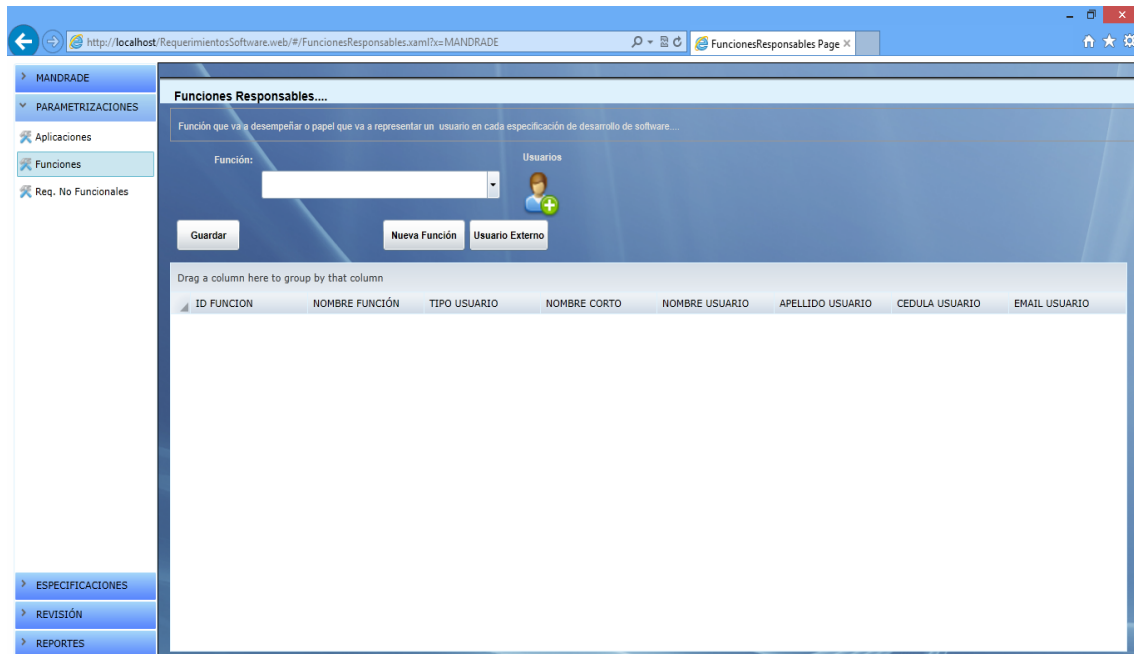 http://localhost/RequerimientosSoftware.web/#/FuncionesResponsables.xaml?x=MANDRADE
FuncionesResponsables Page
MANDRADE
PARAMETRIZACIONES
Aplicaciones
Funciones
Req. No Funcionales
ESPECIFICACIONES
REVISIÓN
REPORTES
Funciones Responsables....
Función que va a desempeñar o papel que va a representar un usuario en cada especificación de desarrollo de software....
Función:
Usuarios
Guardar
Nueva Función
Usuario Externo
Drag a column here to group by that column
ID FUNCION NOMBRE FUNCIÓN TIPO USUARIO NOMBRE CORTO NOMBRE USUARIO APELLIDO USUARIO CEDULA USUARIO EMAIL USUARIO